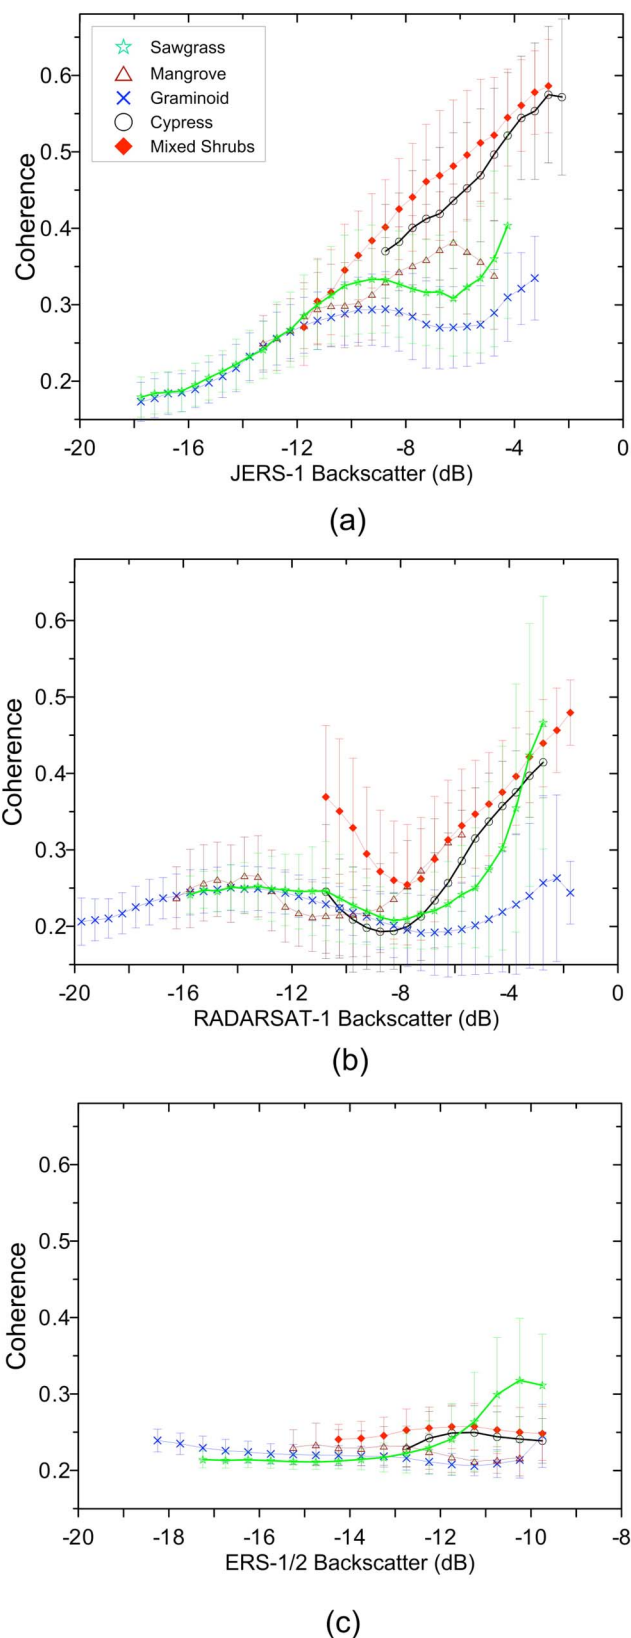 Sawgrass
Mangrove
Graminoid
Cypress
Mixed Shrubs
Coherence
0.6
0.5
0.4
0.3
0.2
-20 -16 -12 -8 -4 0
JERS-1 Backscatter (dB)
(a)
Coherence
0.6
0.5
0.4
0.3
0.2
-20 -16 -12 -8 -4 0
RADARSAT-1 Backscatter (dB)
(b)
Coherence
0.6
0.5
0.4
0.3
0.2
-20 -18 -16 -14 -12 -10 -8
ERS-1/2 Backscatter (dB)
(c)